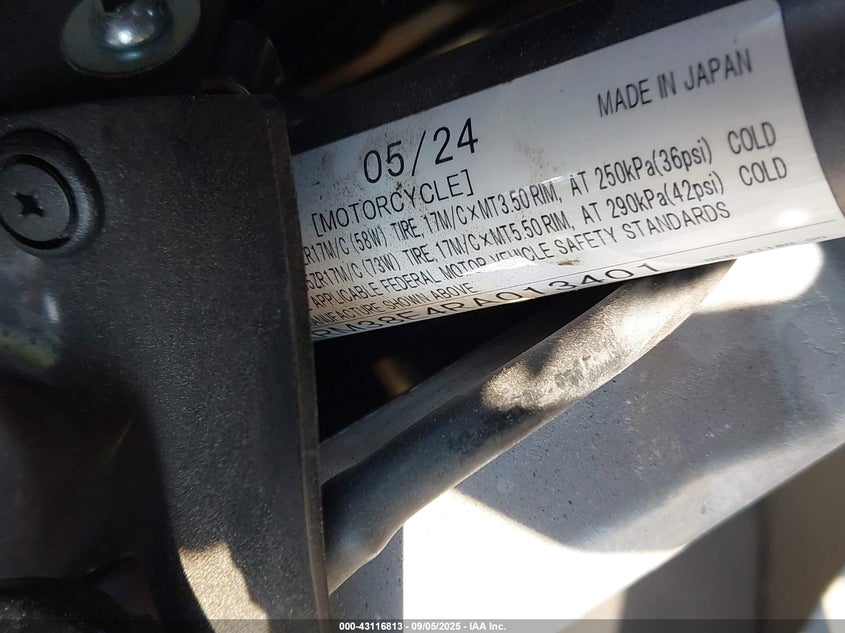 MADE IN JAPAN
05/24
[MOTORCYCLE]
R17M/C (58W) TIRE, 17M/C×MT3.50 RIM, AT 250kPa(36psi) COLD
ZR17M/C (73W) TIRE, 17M/C×MT5.50 RIM, AT 290kPa(42psi) COLD
APPLICABLE FEDERAL MOTOR VEHICLE SAFETY STANDARDS
MANUFACTURE SHOWN ABOVE
RM38E4RA013401
000-43116813 - 09/05/2025 - IAA Inc.